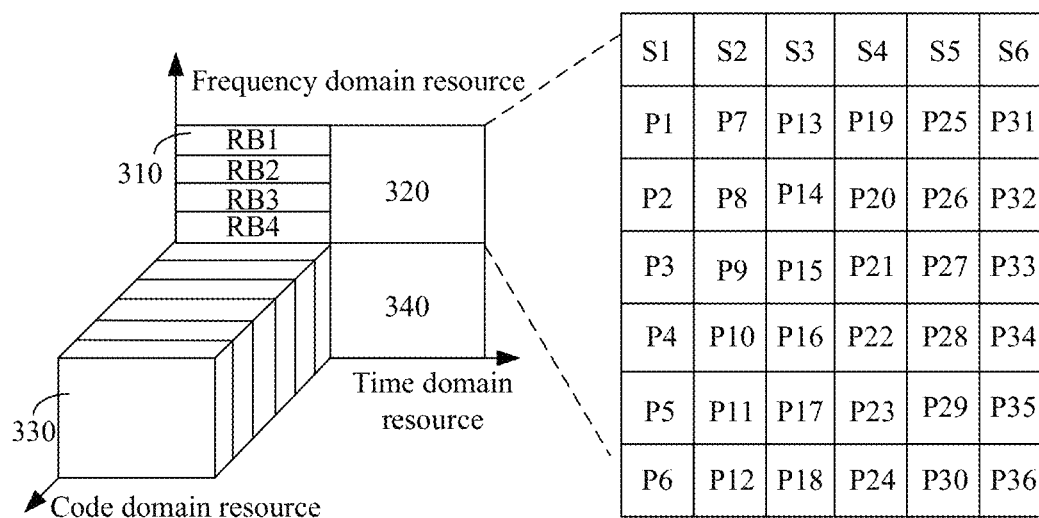 Frequency domain resource
310
RB1
RB2
RB3
RB4
320
340
330
Time domain
resource
Code domain resource
S1 S2 S3 S4 S5 S6
P1 P7 P13 P19 P25 P31
P2 P8 P14 P20 P26 P32
P3 P9 P15 P21 P27 P33
P4 P10 P16 P22 P28 P34
P5 P11 P17 P23 P29 P35
P6 P12 P18 P24 P30 P36